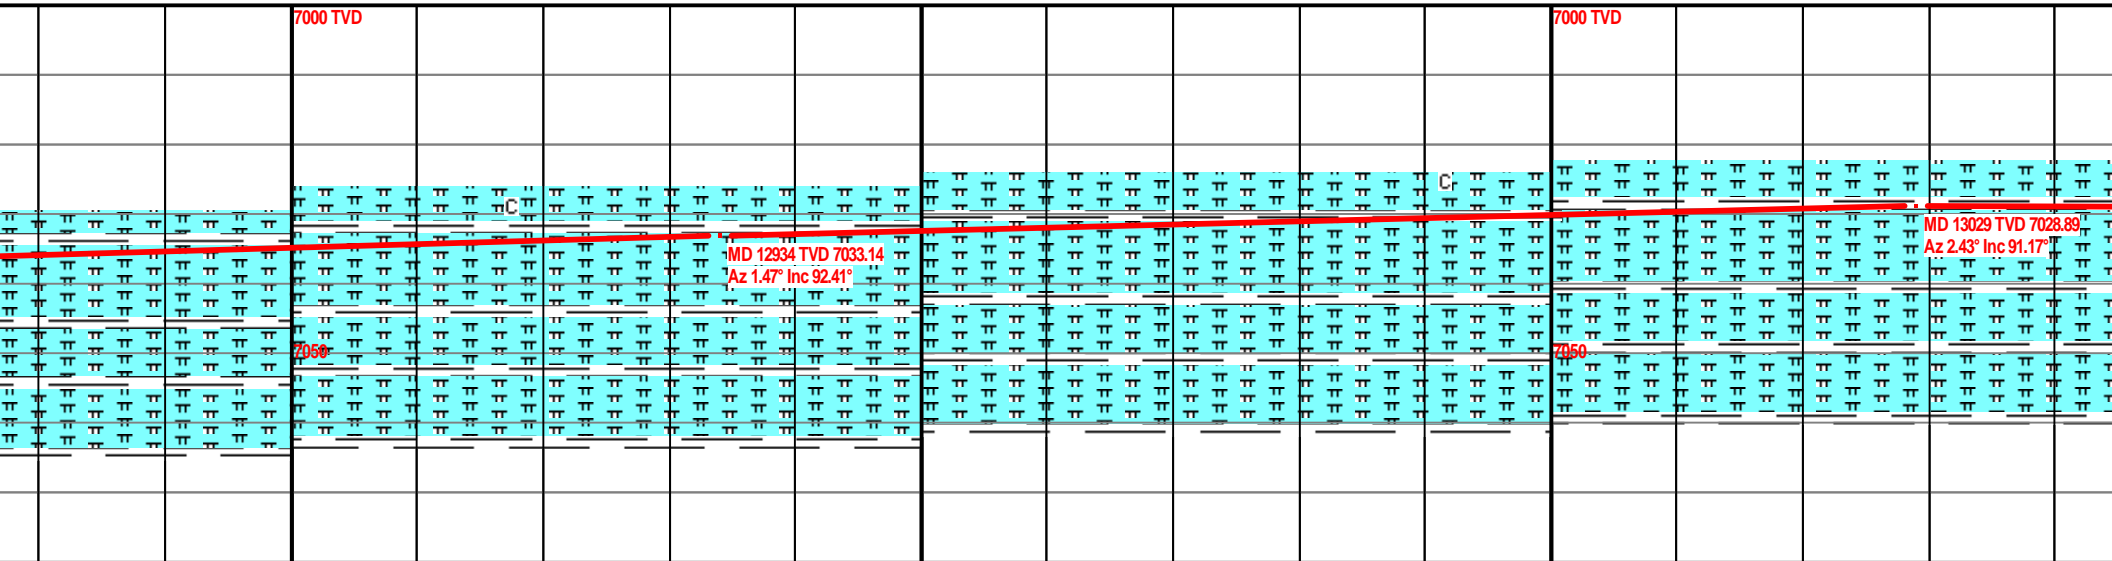 7000 TVD
7000 TVD
C
C
MD 12934 TVD 7033.14
Az 1.47° Inc 92.41°
MD 13029 TVD 7028.89
Az 2.43° Inc 91.17°
7050
7050